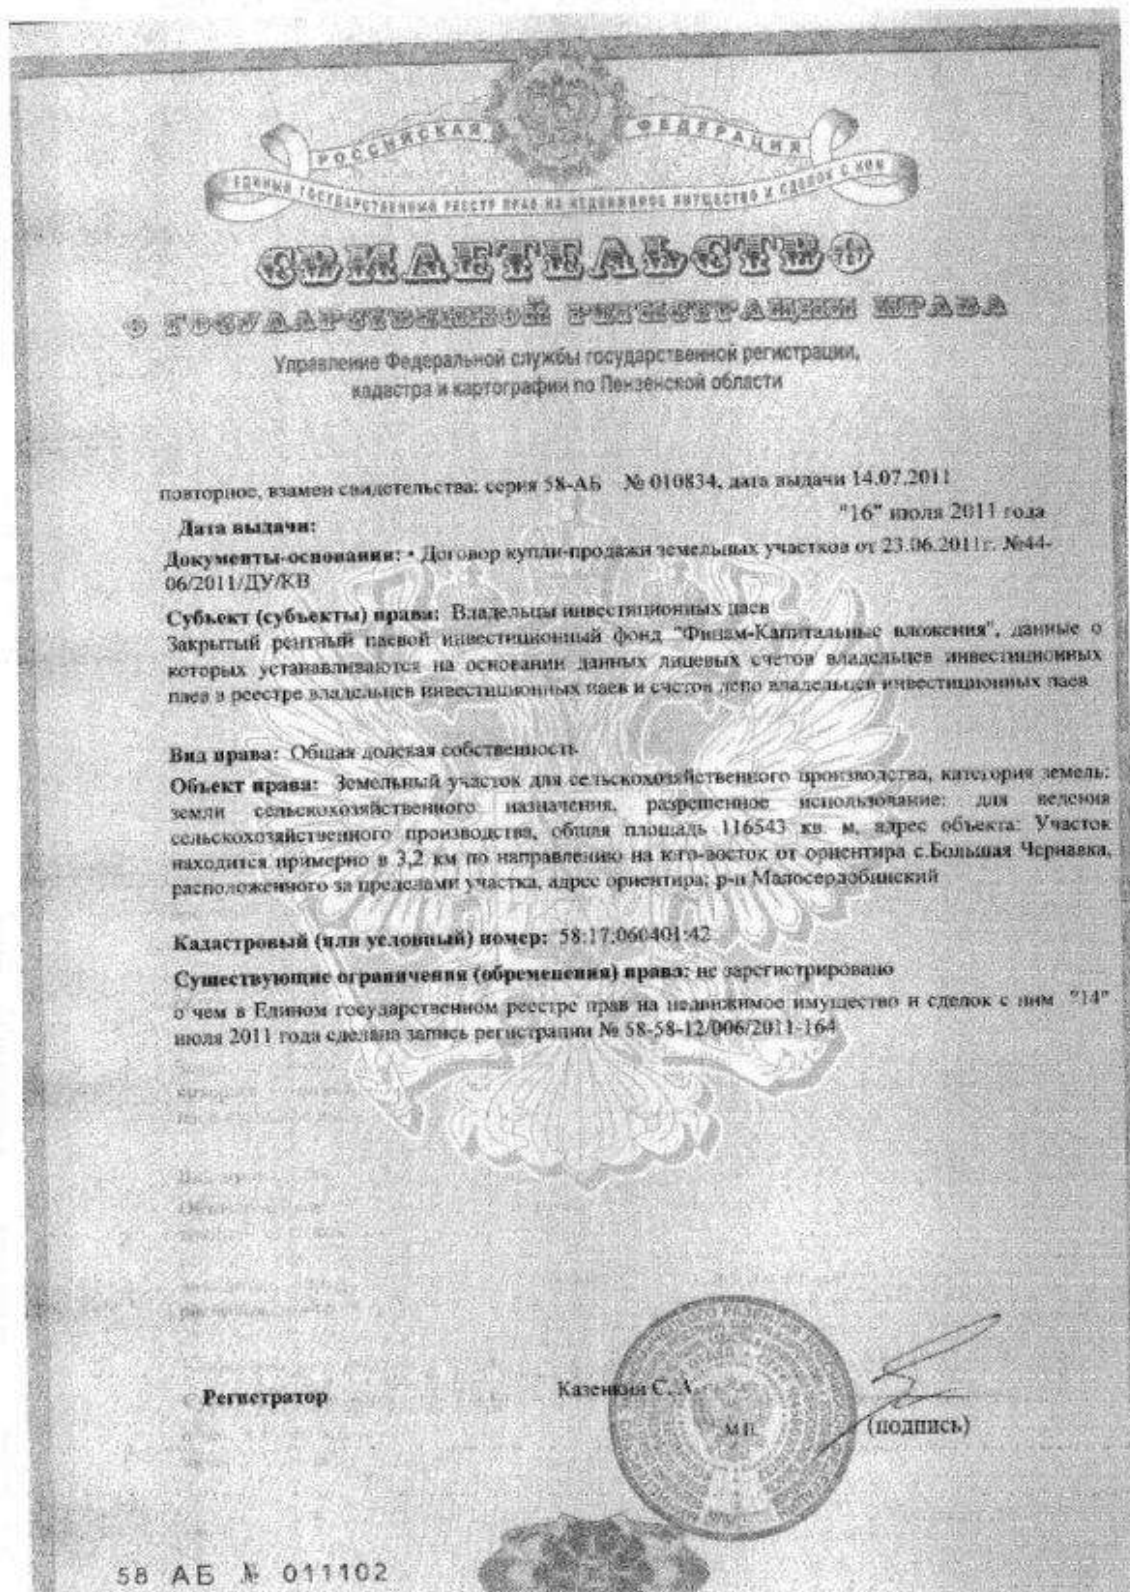 РОССИЙСКАЯ ФЕДЕРАЦИЯ
ЕДИНЫЙ ГОСУДАРСТВЕННЫЙ РЕЕСТР ПРАВ НА НЕДВИЖИМОЕ ИМУЩЕСТВО И СДЕЛОК С НИМ
СВИДЕТЕЛЬСТВО
О ГОСУДАРСТВЕННОЙ РЕГИСТРАЦИИ ПРАВА
Управление Федеральной службы государственной регистрации,
кадастра и картографии по Пензенской области
повторное, взамен свидетельства: серия 58-АБ № 010834, дата выдачи 14.07.2011
Дата выдачи: "16" июля 2011 года
Документы-основания: • Договор купли-продажи земельных участков от 23.06.2011г. №44-
06/2011/ДУ/КВ
Субъект (субъекты) права: Владельцы инвестиционных паев
Закрытый рентный паевой инвестиционный фонд "Финам-Капитальные вложения", данные о
которых устанавливаются на основании данных лицевых счетов владельцев инвестиционных
паев в реестре владельцев инвестиционных паев и счетов депо владельцев инвестиционных паев
Вид права: Общая долевая собственность
Объект права: Земельный участок для сельскохозяйственного производства, категория земель:
земли сельскохозяйственного назначения, разрешенное использование: для ведения
сельскохозяйственного производства, общая площадь 116543 кв. м, адрес объекта: Участок
находится примерно в 3,2 км по направлению на юго-восток от ориентира с.Большая Чернавка,
расположенного за пределами участка, адрес ориентира: р-н Малосердобинский
Кадастровый (или условный) номер: 58:17:060401:42
Существующие ограничения (обременения) права: не зарегистрировано
о чем в Едином государственном реестре прав на недвижимое имущество и сделок с ним "14"
июля 2011 года сделана запись регистрации № 58-58-12/006/2011-164
Регистратор Казенкин С. А.
М.П.
(подпись)
58 АБ № 011102